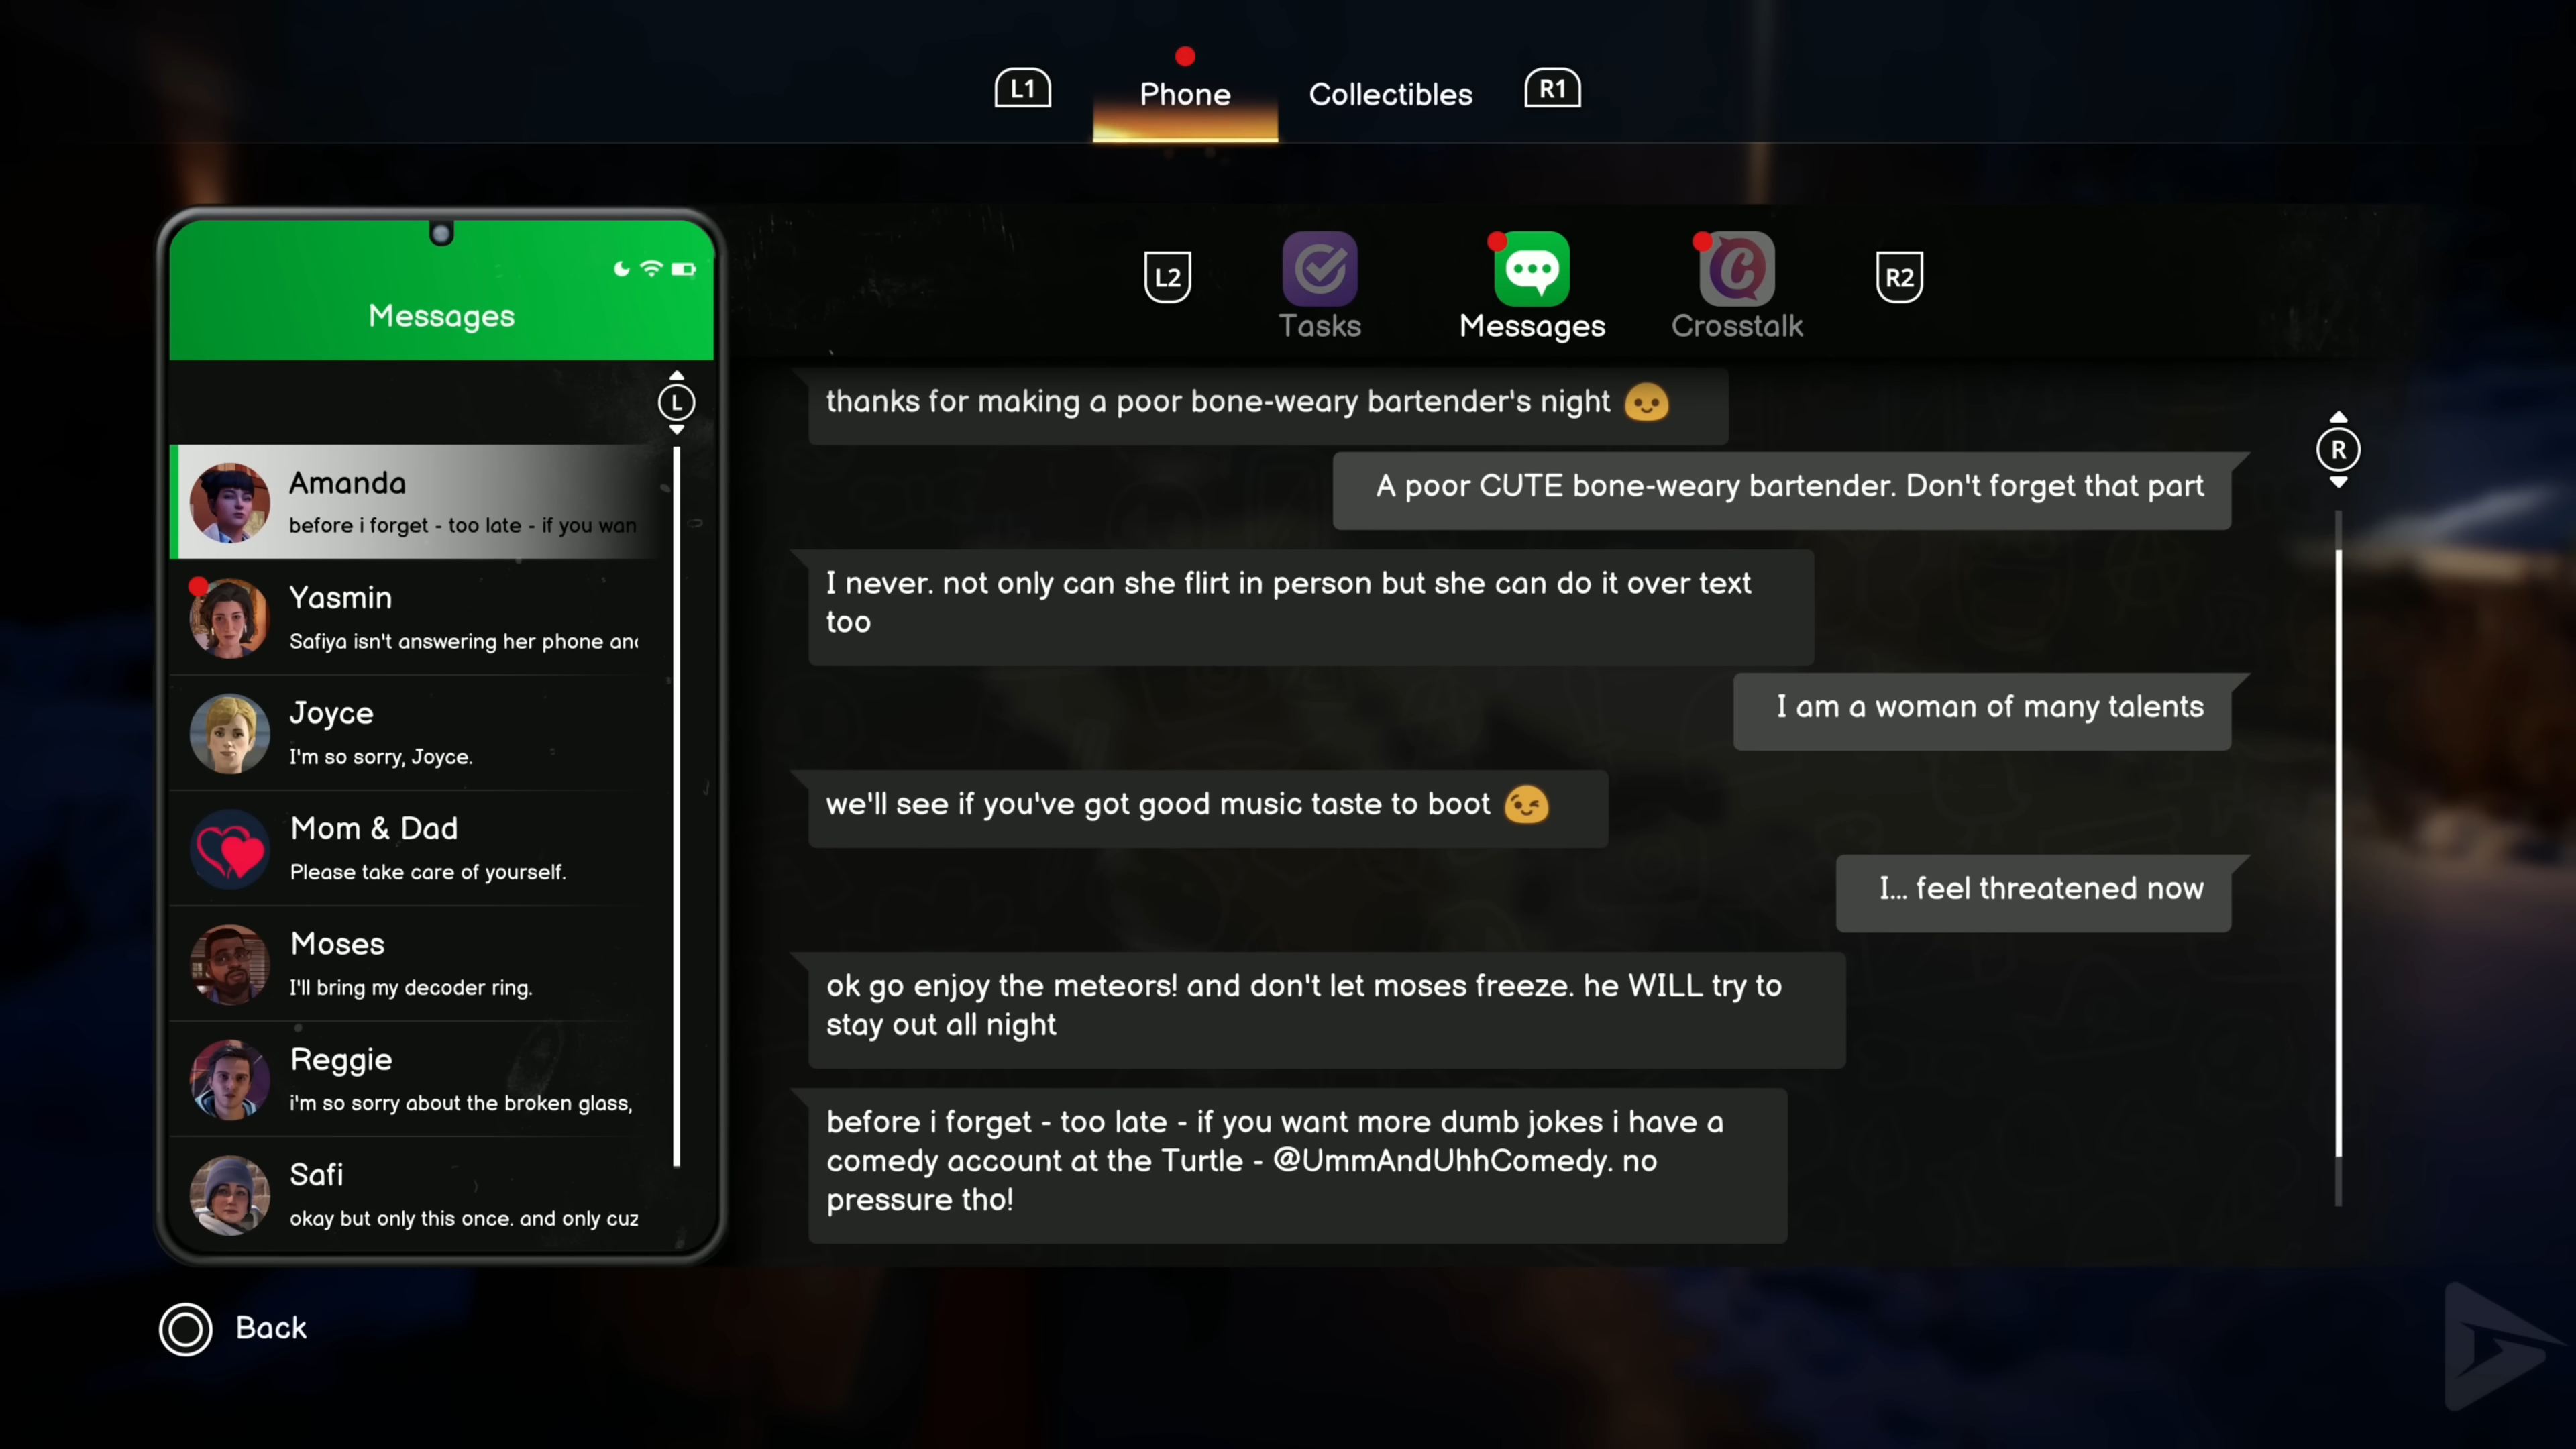 L1
Phone
Collectibles
R1
Messages
L
Amanda
before i forget - too late - if you wan
Yasmin
Safiya isn't answering her phone and
Joyce
I'm so sorry, Joyce.
Mom & Dad
Please take care of yourself.
Moses
I'll bring my decoder ring.
Reggie
i'm so sorry about the broken glass,
Safi
okay but only this once. and only cuz
L2
Tasks
Messages
C
Crosstalk
R2
thanks for making a poor bone-weary bartender's night
A poor CUTE bone-weary bartender. Don't forget that part
I never. not only can she flirt in person but she can do it over text
too
I am a woman of many talents
we'll see if you've got good music taste to boot
I... feel threatened now
ok go enjoy the meteors! and don't let moses freeze. he WILL try to
stay out all night
before i forget - too late - if you want more dumb jokes i have a
comedy account at the Turtle - @UmmAndUhhComedy. no
pressure tho!
R
Back